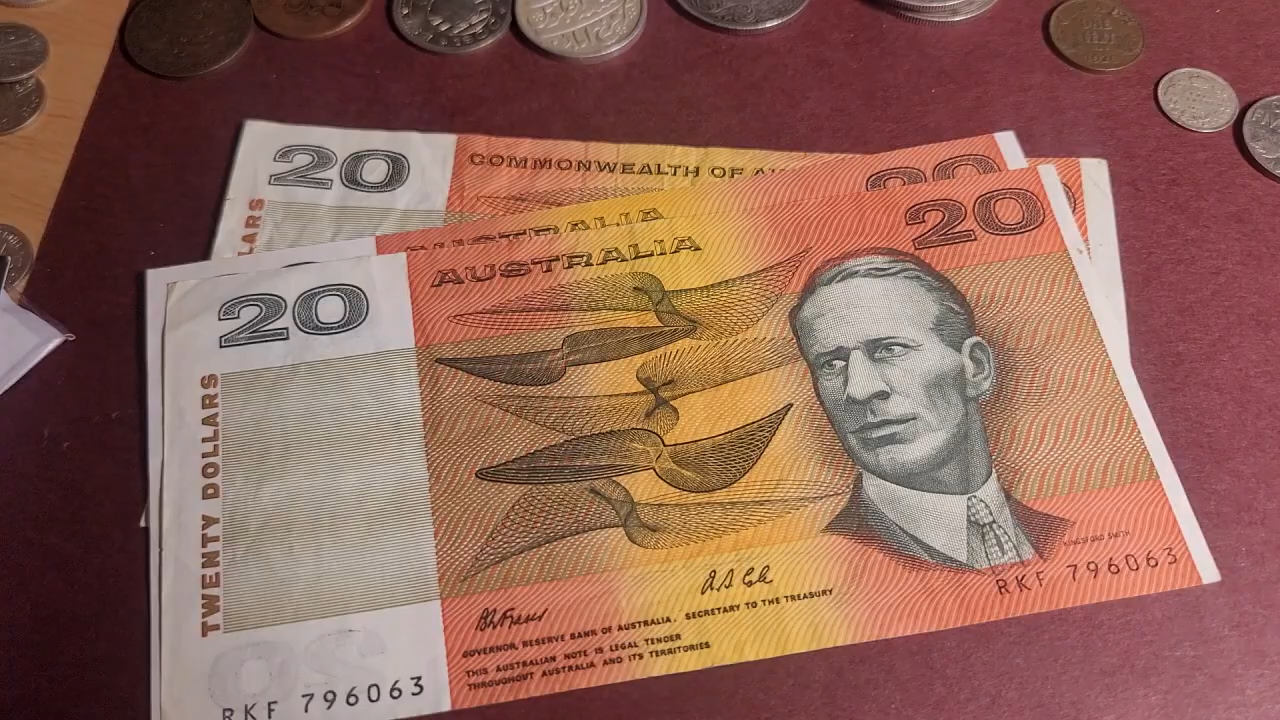 20
COMMONWEALTH OF
20
AUSTRALIA
AUSTRALIA
20
20
TWENTY DOLLARS
KINGSFORD SMITH
RKF 796063
GOVERNOR, RESERVE BANK OF AUSTRALIA. SECRETARY TO THE TREASURY
THIS AUSTRALIAN NOTE IS LEGAL TENDER
THROUGHOUT AUSTRALIA AND ITS TERRITORIES
RKF 796063